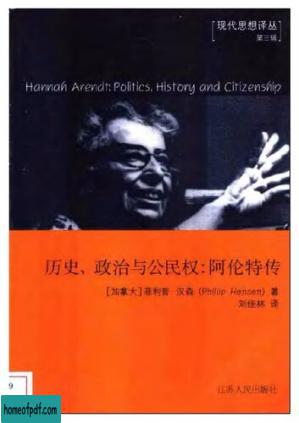 [现代思想译丛]
第三辑
Hannah Arendt: Politics, History and Citizenship
历史、政治与公民权：阿伦特传
[加拿大] 菲利普·汉森 (Phillip Hansen) 著
刘佳林 译
江苏人民出版社
9
homeofpdf.com